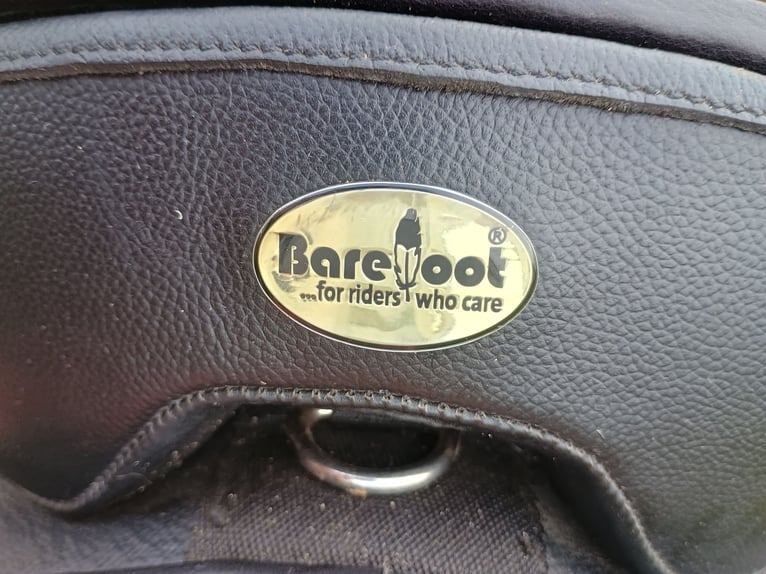 Barefoot®
...for riders who care